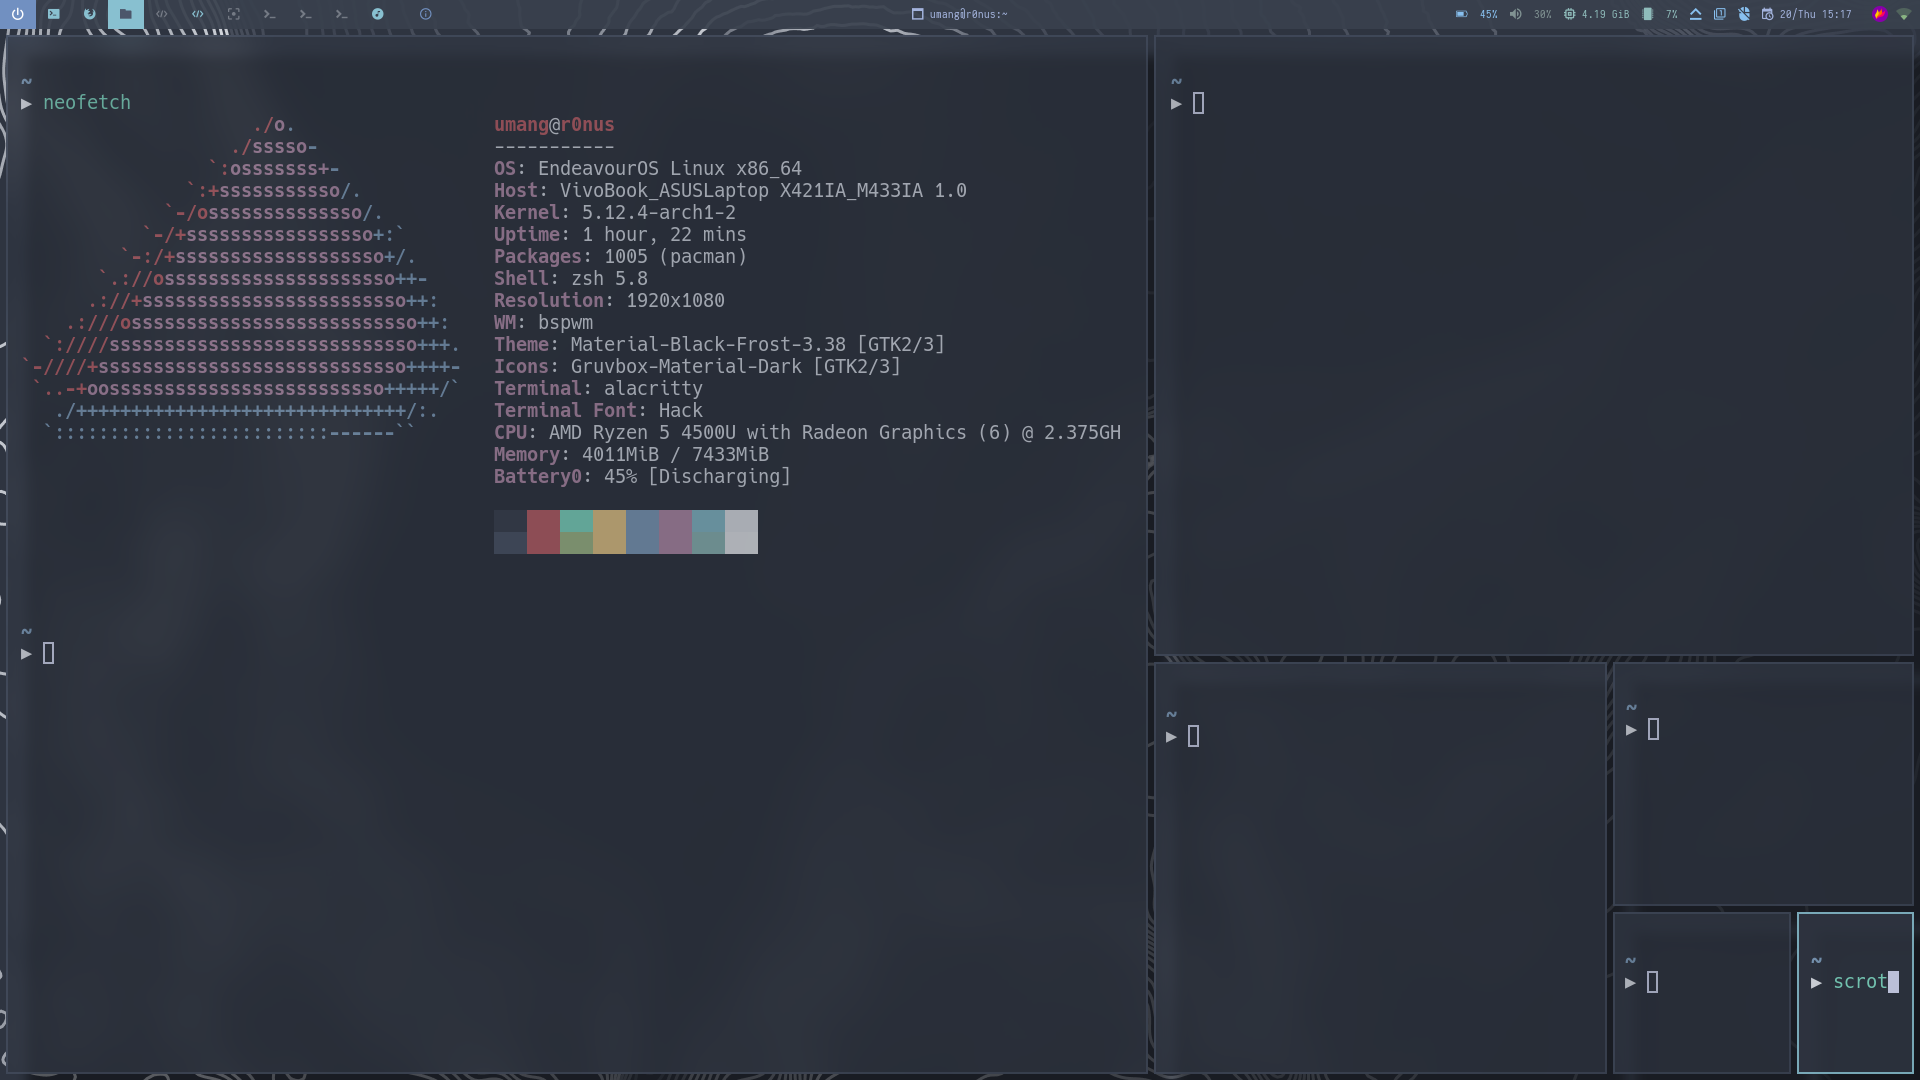 umang@r0nus:~
45% 30% 4.19 GiB 7% 20/Thu 15:17
~
▶ neofetch
./o.
./sssso-
`:osssssss+-
`:+sssssssssso/.
`-/ossssssssssssso/.
`-/+sssssssssssssssso+:`
`-:/+sssssssssssssssssso+/.
`.://osssssssssssssssssssso++-
.://+ssssssssssssssssssssssso++:
.:///ossssssssssssssssssssssssso++:
`:////ssssssssssssssssssssssssssso+++.
`-////+ssssssssssssssssssssssssssso++++-
`..-+oosssssssssssssssssssssssso+++++/`
./++++++++++++++++++++++++++++++/:.
`:::::::::::::::::::::::::------``
umang@r0nus
-----------
OS: EndeavourOS Linux x86_64
Host: VivoBook_ASUSLaptop X421IA_M433IA 1.0
Kernel: 5.12.4-arch1-2
Uptime: 1 hour, 22 mins
Packages: 1005 (pacman)
Shell: zsh 5.8
Resolution: 1920x1080
WM: bspwm
Theme: Material-Black-Frost-3.38 [GTK2/3]
Icons: Gruvbox-Material-Dark [GTK2/3]
Terminal: alacritty
Terminal Font: Hack
CPU: AMD Ryzen 5 4500U with Radeon Graphics (6) @ 2.375GH
Memory: 4011MiB / 7433MiB
Battery0: 45% [Discharging]
~
▶
~
▶
~
▶
~
▶
~
▶
~
▶ scrot